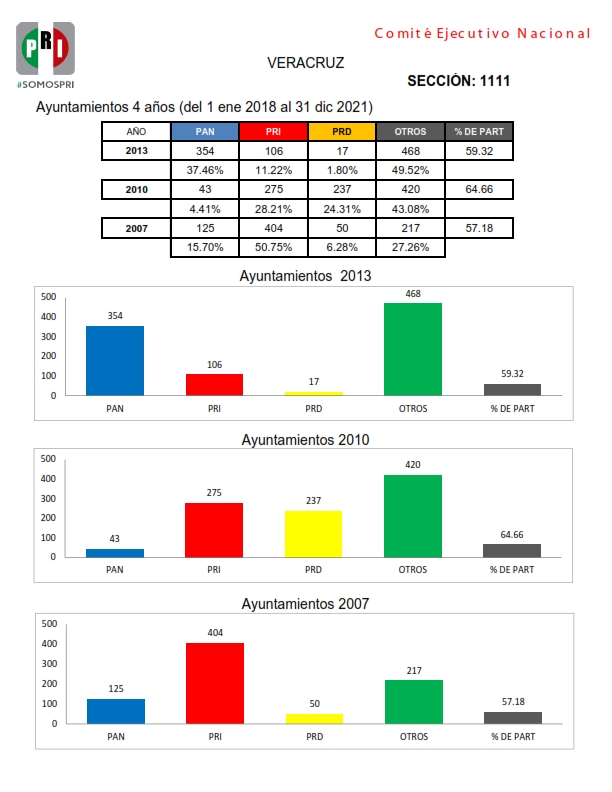 Comité Ejecutivo Nacional
PRI
#SOMOSPRI
VERACRUZ
SECCIÓN: 1111
Ayuntamientos 4 años (del 1 ene 2018 al 31 dic 2021)
AÑO PAN PRI PRD OTROS % DE PART
2013 354 106 17 468 59.32
37.46% 11.22% 1.80% 49.52%
2010 43 275 237 420 64.66
4.41% 28.21% 24.31% 43.08%
2007 125 404 50 217 57.18
15.70% 50.75% 6.28% 27.26%
Ayuntamientos 2013
500
400
300
200
100
0
354 106 17 468 59.32
PAN PRI PRD OTROS % DE PART
Ayuntamientos 2010
500
400
300
200
100
0
43 275 237 420 64.66
PAN PRI PRD OTROS % DE PART
Ayuntamientos 2007
500
400
300
200
100
0
125 404 50 217 57.18
PAN PRI PRD OTROS % DE PART